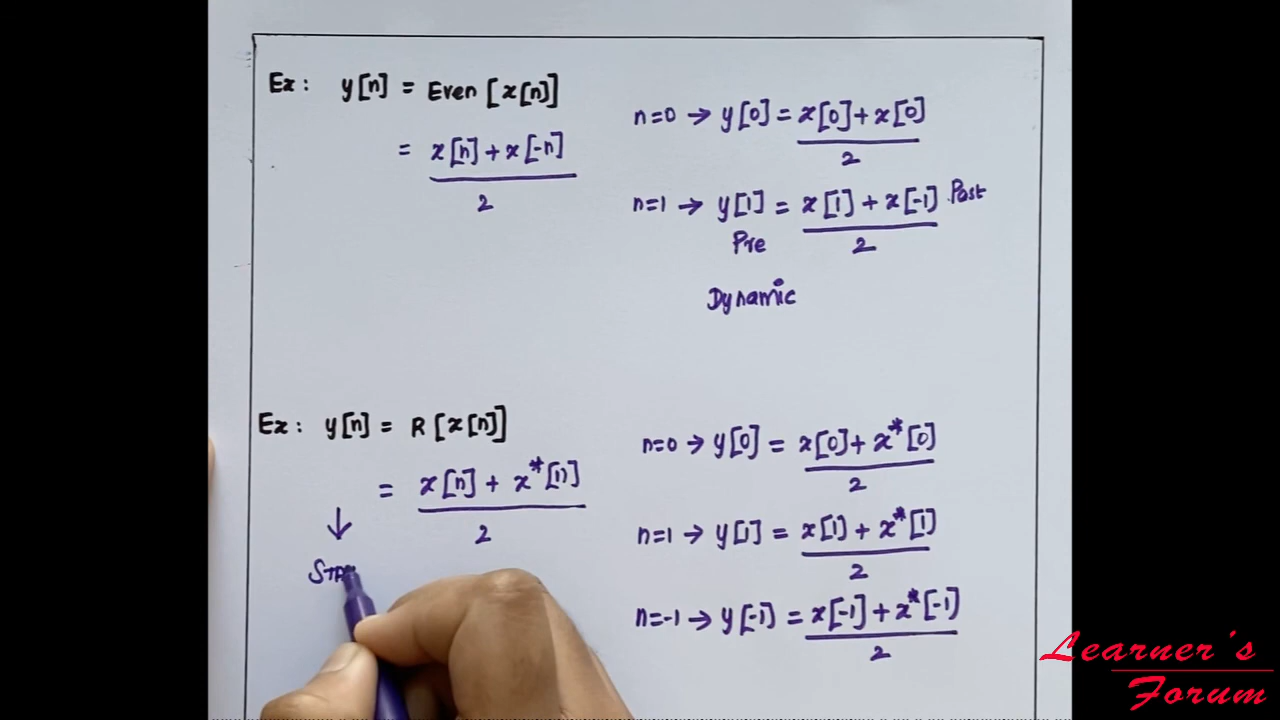 Ex: y[n] = Even [x[n]]
= x[n] + x[-n]
2
n=0 → y[0] = x[0] + x[0]
2
n=1 → y[1] = x[1] + x[-1] Past
Pre 2
Dynamic
Ex: y[n] = R[x[n]]
= x[n] + x*[n]
2
↓
STA
n=0 → y[0] = x[0] + x*[0]
2
n=1 → y[1] = x[1] + x*[1]
2
n=-1 → y[-1] = x[-1] + x*[-1]
2
Learner's
Forum